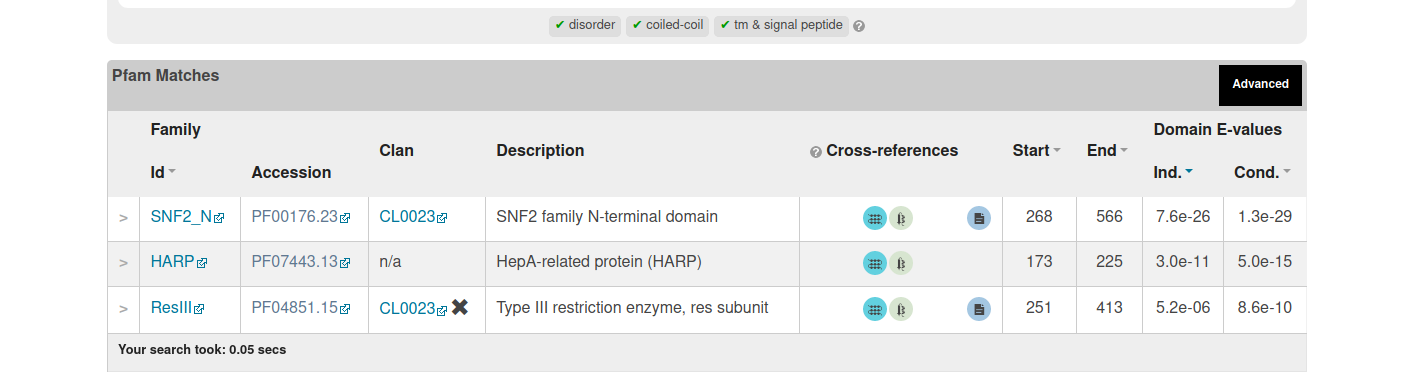 ✔ disorder ✔ coiled-coil ✔ tm & signal peptide ?
Pfam Matches
Advanced
Family
Domain E-values
Clan Description ? Cross-references Start End
Id Accession Ind. Cond.
> SNF2_N PF00176.23 CL0023 SNF2 family N-terminal domain 268 566 7.6e-26 1.3e-29
> HARP PF07443.13 n/a HepA-related protein (HARP) 173 225 3.0e-11 5.0e-15
> ResIII PF04851.15 CL0023 ✖ Type III restriction enzyme, res subunit 251 413 5.2e-06 8.6e-10
Your search took: 0.05 secs